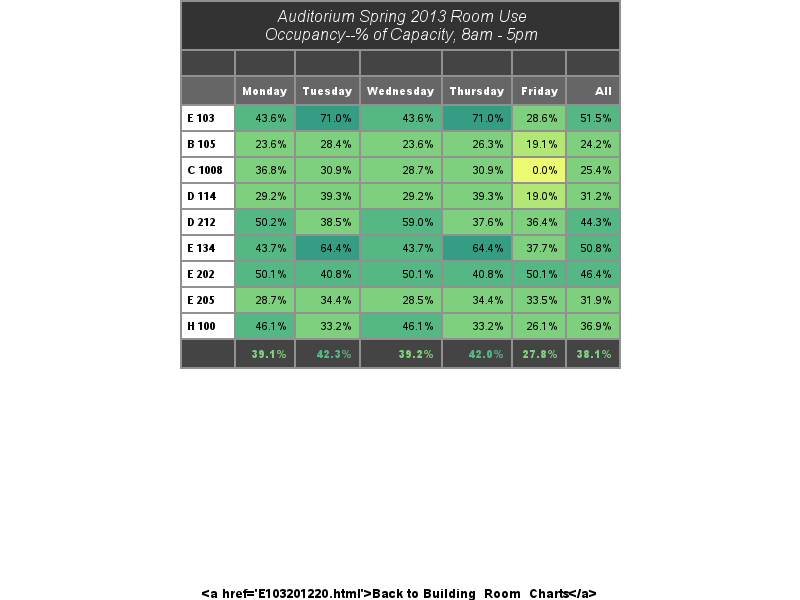 Auditorium Spring 2013 Room Use
Occupancy--% of Capacity, 8am - 5pm
Monday Tuesday Wednesday Thursday Friday All
E 103 43.6% 71.0% 43.6% 71.0% 28.6% 51.5%
B 105 23.6% 28.4% 23.6% 26.3% 19.1% 24.2%
C 1008 36.8% 30.9% 28.7% 30.9% 0.0% 25.4%
D 114 29.2% 39.3% 29.2% 39.3% 19.0% 31.2%
D 212 50.2% 38.5% 59.0% 37.6% 36.4% 44.3%
E 134 43.7% 64.4% 43.7% 64.4% 37.7% 50.8%
E 202 50.1% 40.8% 50.1% 40.8% 50.1% 46.4%
E 205 28.7% 34.4% 28.5% 34.4% 33.5% 31.9%
H 100 46.1% 33.2% 46.1% 33.2% 26.1% 36.9%
39.1% 42.3% 39.2% 42.0% 27.8% 38.1%
<a href='E103201220.html'>Back to Building_Room_Charts</a>